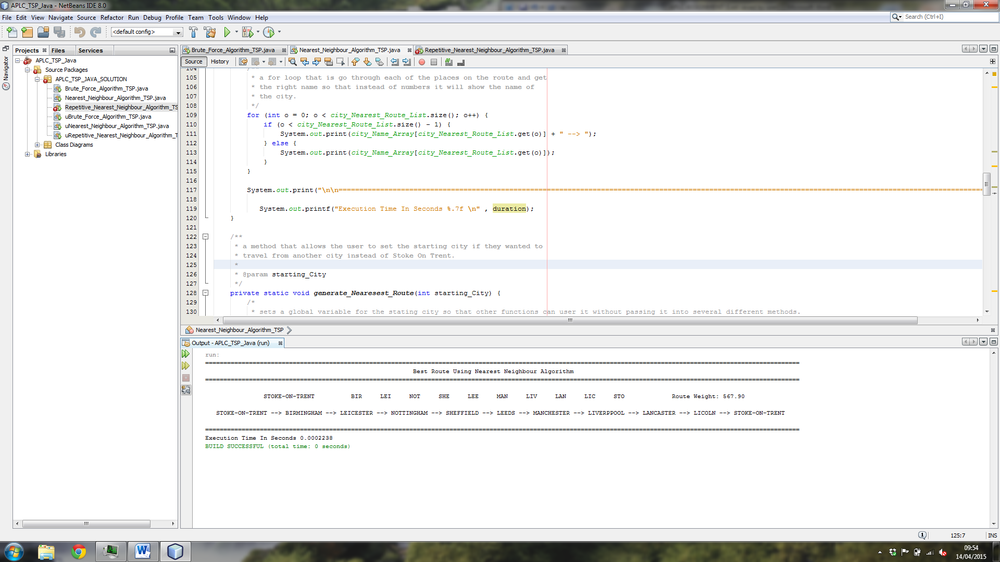 APLC_TSP_Java - NetBeans IDE 8.0
File Edit View Navigate Source Refactor Run Debug Profile Team Tools Window Help
Search (Ctrl+I)
<default config>
Navigator
Projects Files Services
APLC_TSP_Java
Source Packages
APLC_TSP_JAVA_SOLUTION
Brute_Force_Algorithm_TSP.java
Nearest_Neighbour_Algorithm_TSP.java
Repetitive_Nearest_Neighbour_Algorithm_TS
uBrute_Force_Algorithm_TSP.java
uNearest_Neighbour_Algorithm_TSP.java
uRepetitive_Nearest_Neighbour_Algorithm_T
Class Diagrams
Libraries
Brute_Force_Algorithm_TSP.java Nearest_Neighbour_Algorithm_TSP.java Repetitive_Nearest_Neighbour_Algorithm_TSP.java
Source History
104 /**
105 * a for loop that is go through each of the places on the route and get
106 * the right name so that instead of numbers it will show the name of
107 * the city.
108 */
109 for (int o = 0; o < city_Nearest_Route_List.size(); o++) {
110 if (o < city_Nearest_Route_List.size() - 1) {
111 System.out.print(city_Name_Array[city_Nearest_Route_List.get(o)] + " --> ");
112 } else {
113 System.out.print(city_Name_Array[city_Nearest_Route_List.get(o)]);
114 }
115 }
116
117 System.out.print("\n\n==========
118
119 System.out.printf("Execution Time In Seconds %.7f \n" , duration);
120 }
121
122 /**
123 * a method that allows the user to set the starting city if they wanted to
124 * travel from another city instead of Stoke On Trent.
125 *
126 * @param starting_City
127 */
128 private static void generate_Nearesest_Route(int starting_City) {
129 /*
130 * sets a global variable for the stating city so that other functions can user it without passing it into several different methods.
Nearest_Neighbour_Algorithm_TSP
Output - APLC_TSP_Java (run)
run:
==========
Best Route Using Nearest Neighbour Algorithm
==========
STOKE-ON-TRENT BIR LEI NOT SHE LEE MAN LIV LAN LIC STO Route Weight: 567.90
STOKE-ON-TRENT --> BIRMINGHAM --> LEICESTER --> NOTTINGHAM --> SHEFFIELD --> LEEDS --> MANCHESTER --> LIVERPPOOL --> LANCASTER --> LICOLN --> STOKE-ON-TRENT
==========
Execution Time In Seconds 0.0002238
BUILD SUCCESSFUL (total time: 0 seconds)
1 125:7 INS
09:54
14/04/2015